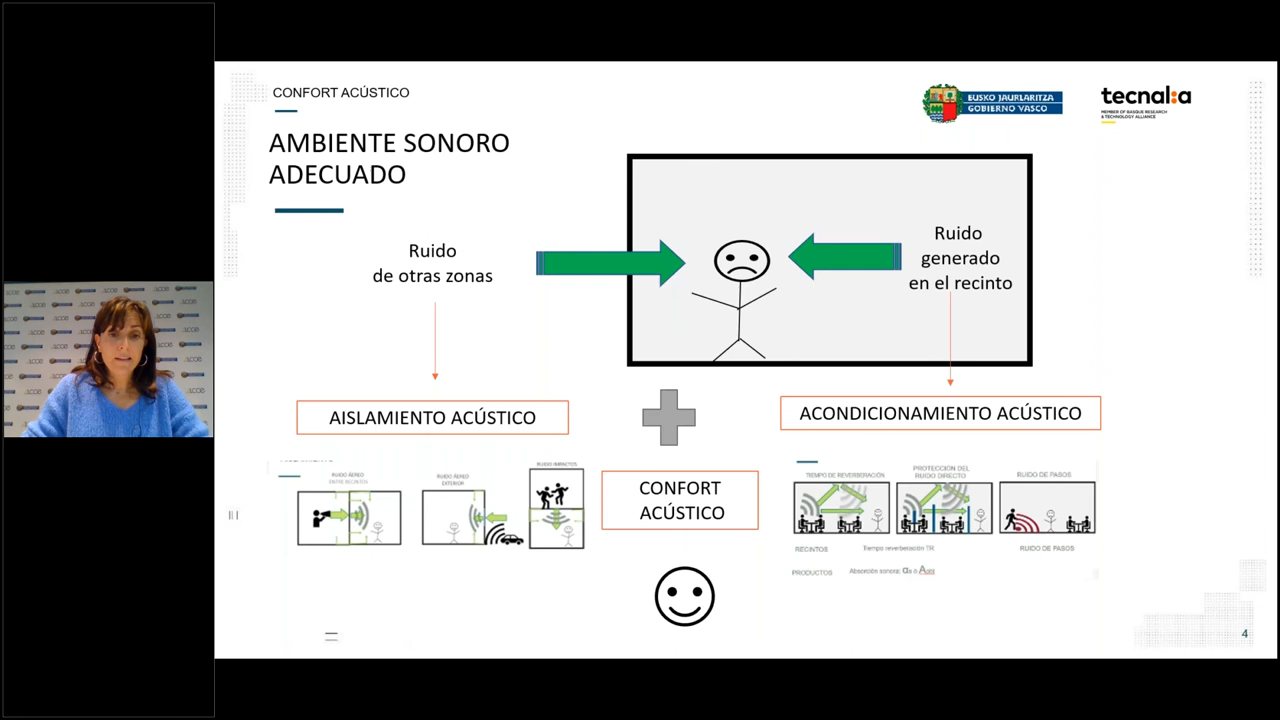 CONFORT ACÚSTICO
EUSKO JAURLARITZA
GOBIERNO VASCO
tecnal:a
MEMBER OF BASQUE RESEARCH
& TECHNOLOGY ALLIANCE
AMBIENTE SONORO
ADECUADO
Ruido
de otras zonas
Ruido
generado
en el recinto
AISLAMIENTO ACÚSTICO
ACONDICIONAMIENTO ACÚSTICO
CONFORT
ACÚSTICO
RUIDO AÉREO
ENTRE RECINTOS
RUIDO AÉREO
EXTERIOR
RUIDO IMPACTOS
TIEMPO DE REVERBERACIÓN
PROTECCIÓN DEL
RUIDO DIRECTO
RUIDO DE PASOS
RECINTOS
Tiempo reverberación TR
RUIDO DE PASOS
PRODUCTOS
Absorción sonora:
4